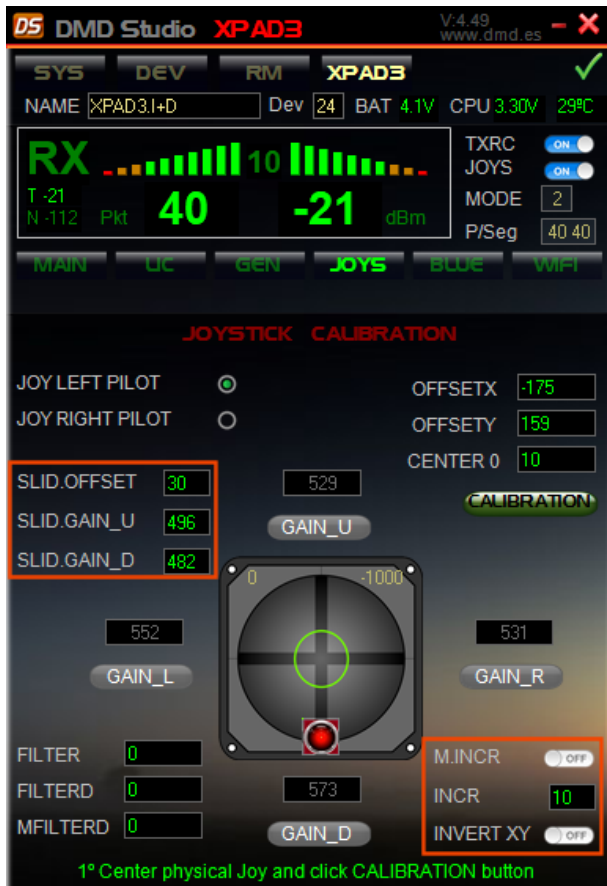 DS DMD Studio XPAD3 V:4.49
www.dmd.es
SYS DEV RM XPAD3
NAME XPAD3.I+D Dev 24 BAT 4.1V CPU 3.30V 29ºC
RX 10
T -21
N -112 Pkt 40 -21 dBm
TXRC ON
JOYS ON
MODE 2
P/Seg 40 40
MAIN LIC GEN JOYS BLUE WIFI
JOYSTICK CALIBRATION
JOY LEFT PILOT
JOY RIGHT PILOT
OFFSETX -175
OFFSETY 159
CENTER 0 10
CALIBRATION
SLID.OFFSET 30
SLID.GAIN_U 496
SLID.GAIN_D 482
529
GAIN_U
0 -1000
552
GAIN_L
531
GAIN_R
FILTER 0
FILTERD 0
MFILTERD 0
573
GAIN_D
M.INCR OFF
INCR 10
INVERT XY OFF
1º Center physical Joy and click CALIBRATION button